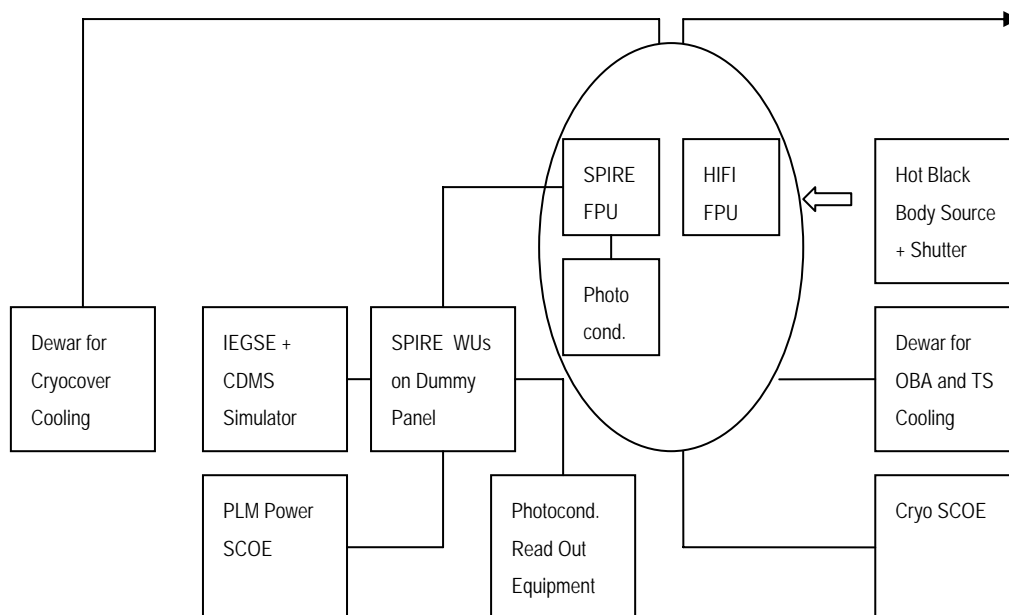 SPIRE
FPU
HIFI
FPU
Hot Black
Body Source
+ Shutter
Photo
cond.
Dewar for
Cryocover
Cooling
IEGSE +
CDMS
Simulator
SPIRE WUs
on Dummy
Panel
Dewar for
OBA and TS
Cooling
PLM Power
SCOE
Photocond.
Read Out
Equipment
Cryo SCOE